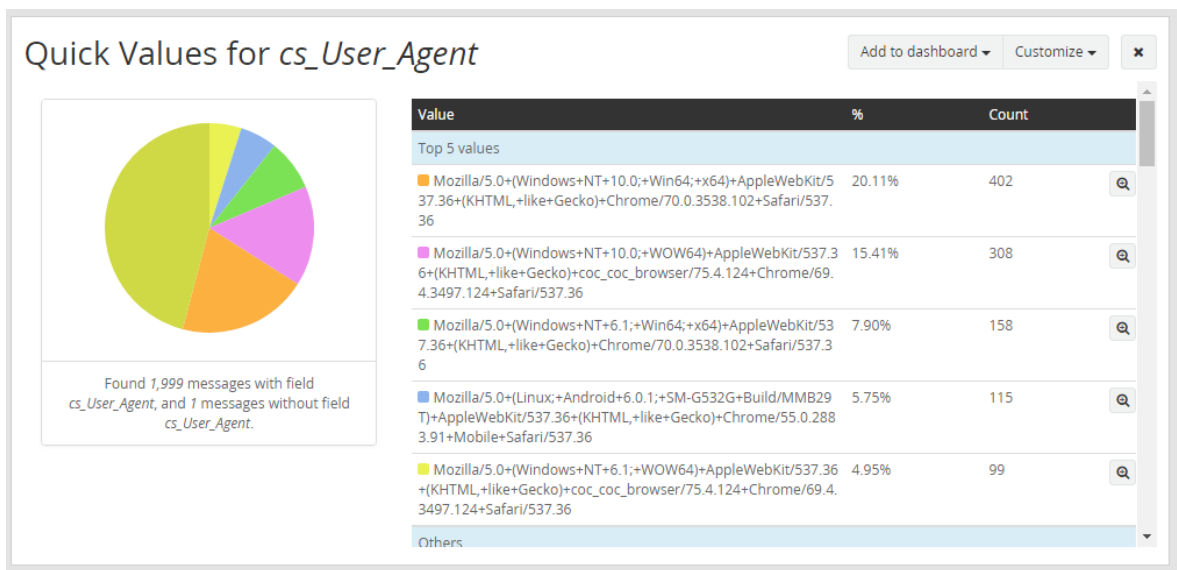 Quick Values for cs_User_Agent
Add to dashboard
Customize
Value % Count
Top 5 values
Mozilla/5.0+(Windows+NT+10.0;+Win64;+x64)+AppleWebKit/5 20.11% 402
37.36+(KHTML,+like+Gecko)+Chrome/70.0.3538.102+Safari/537.
36
Mozilla/5.0+(Windows+NT+10.0;+WOW64)+AppleWebKit/537.3 15.41% 308
6+(KHTML,+like+Gecko)+coc_coc_browser/75.4.124+Chrome/69.
4.3497.124+Safari/537.36
Mozilla/5.0+(Windows+NT+6.1;+Win64;+x64)+AppleWebKit/53 7.90% 158
7.36+(KHTML,+like+Gecko)+Chrome/70.0.3538.102+Safari/537.3
6
Mozilla/5.0+(Linux;+Android+6.0.1;+SM-G532G+Build/MMB29 5.75% 115
T)+AppleWebKit/537.36+(KHTML,+like+Gecko)+Chrome/55.0.288
3.91+Mobile+Safari/537.36
Mozilla/5.0+(Windows+NT+6.1;+WOW64)+AppleWebKit/537.36 4.95% 99
+(KHTML,+like+Gecko)+coc_coc_browser/75.4.124+Chrome/69.4.
3497.124+Safari/537.36
Others
Found 1,999 messages with field
cs_User_Agent, and 1 messages without field
cs_User_Agent.